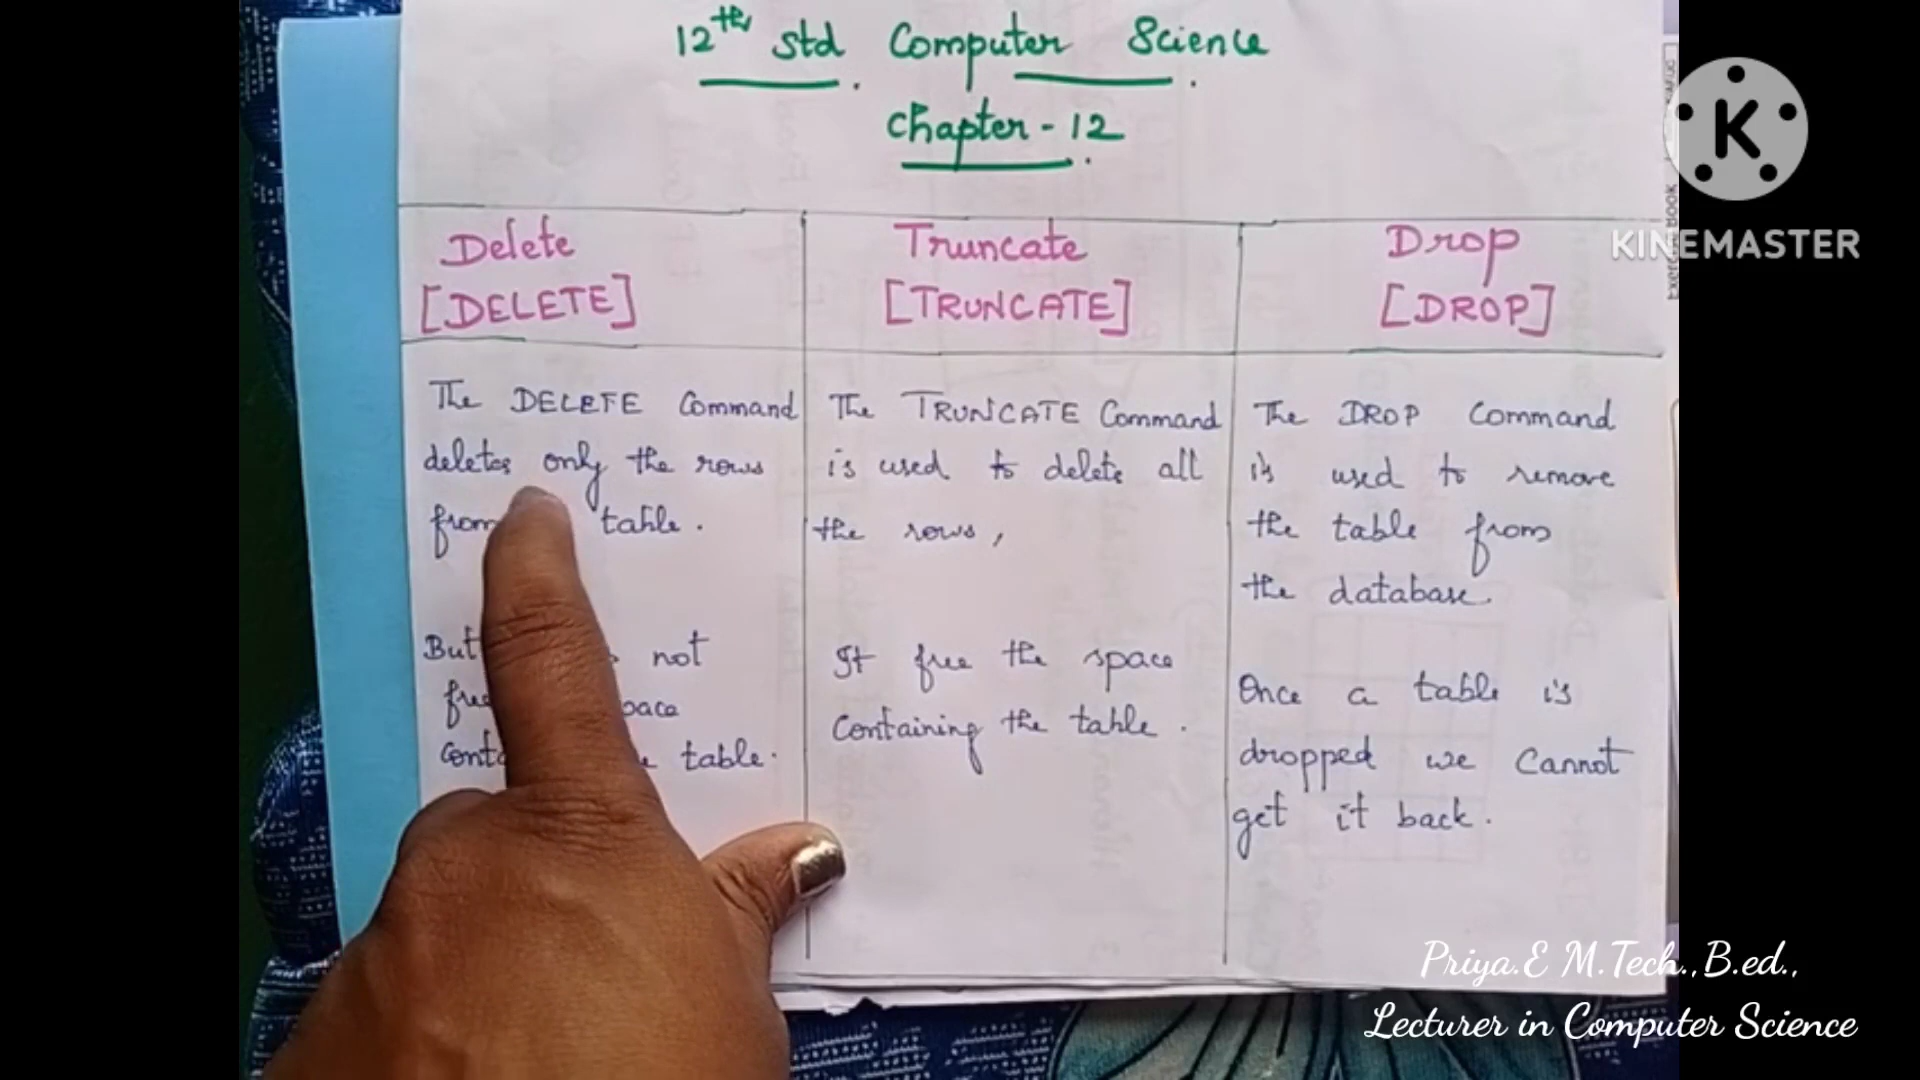 12th std Computer Science
Chapter - 12
Delete
[DELETE]
Truncate
[TRUNCATE]
Drop
[DROP]
The DELETE Command
deletes only the rows
from table.
But not
free
table.
The TRUNCATE Command
is used to delete all
the rows,
It free the space
Containing the table.
The DROP command
is used to remove
the table from
the database.
Once a table is
dropped we cannot
get it back.
K
KINEMASTER
Priya.E M.Tech.,B.ed.,
Lecturer in Computer Science